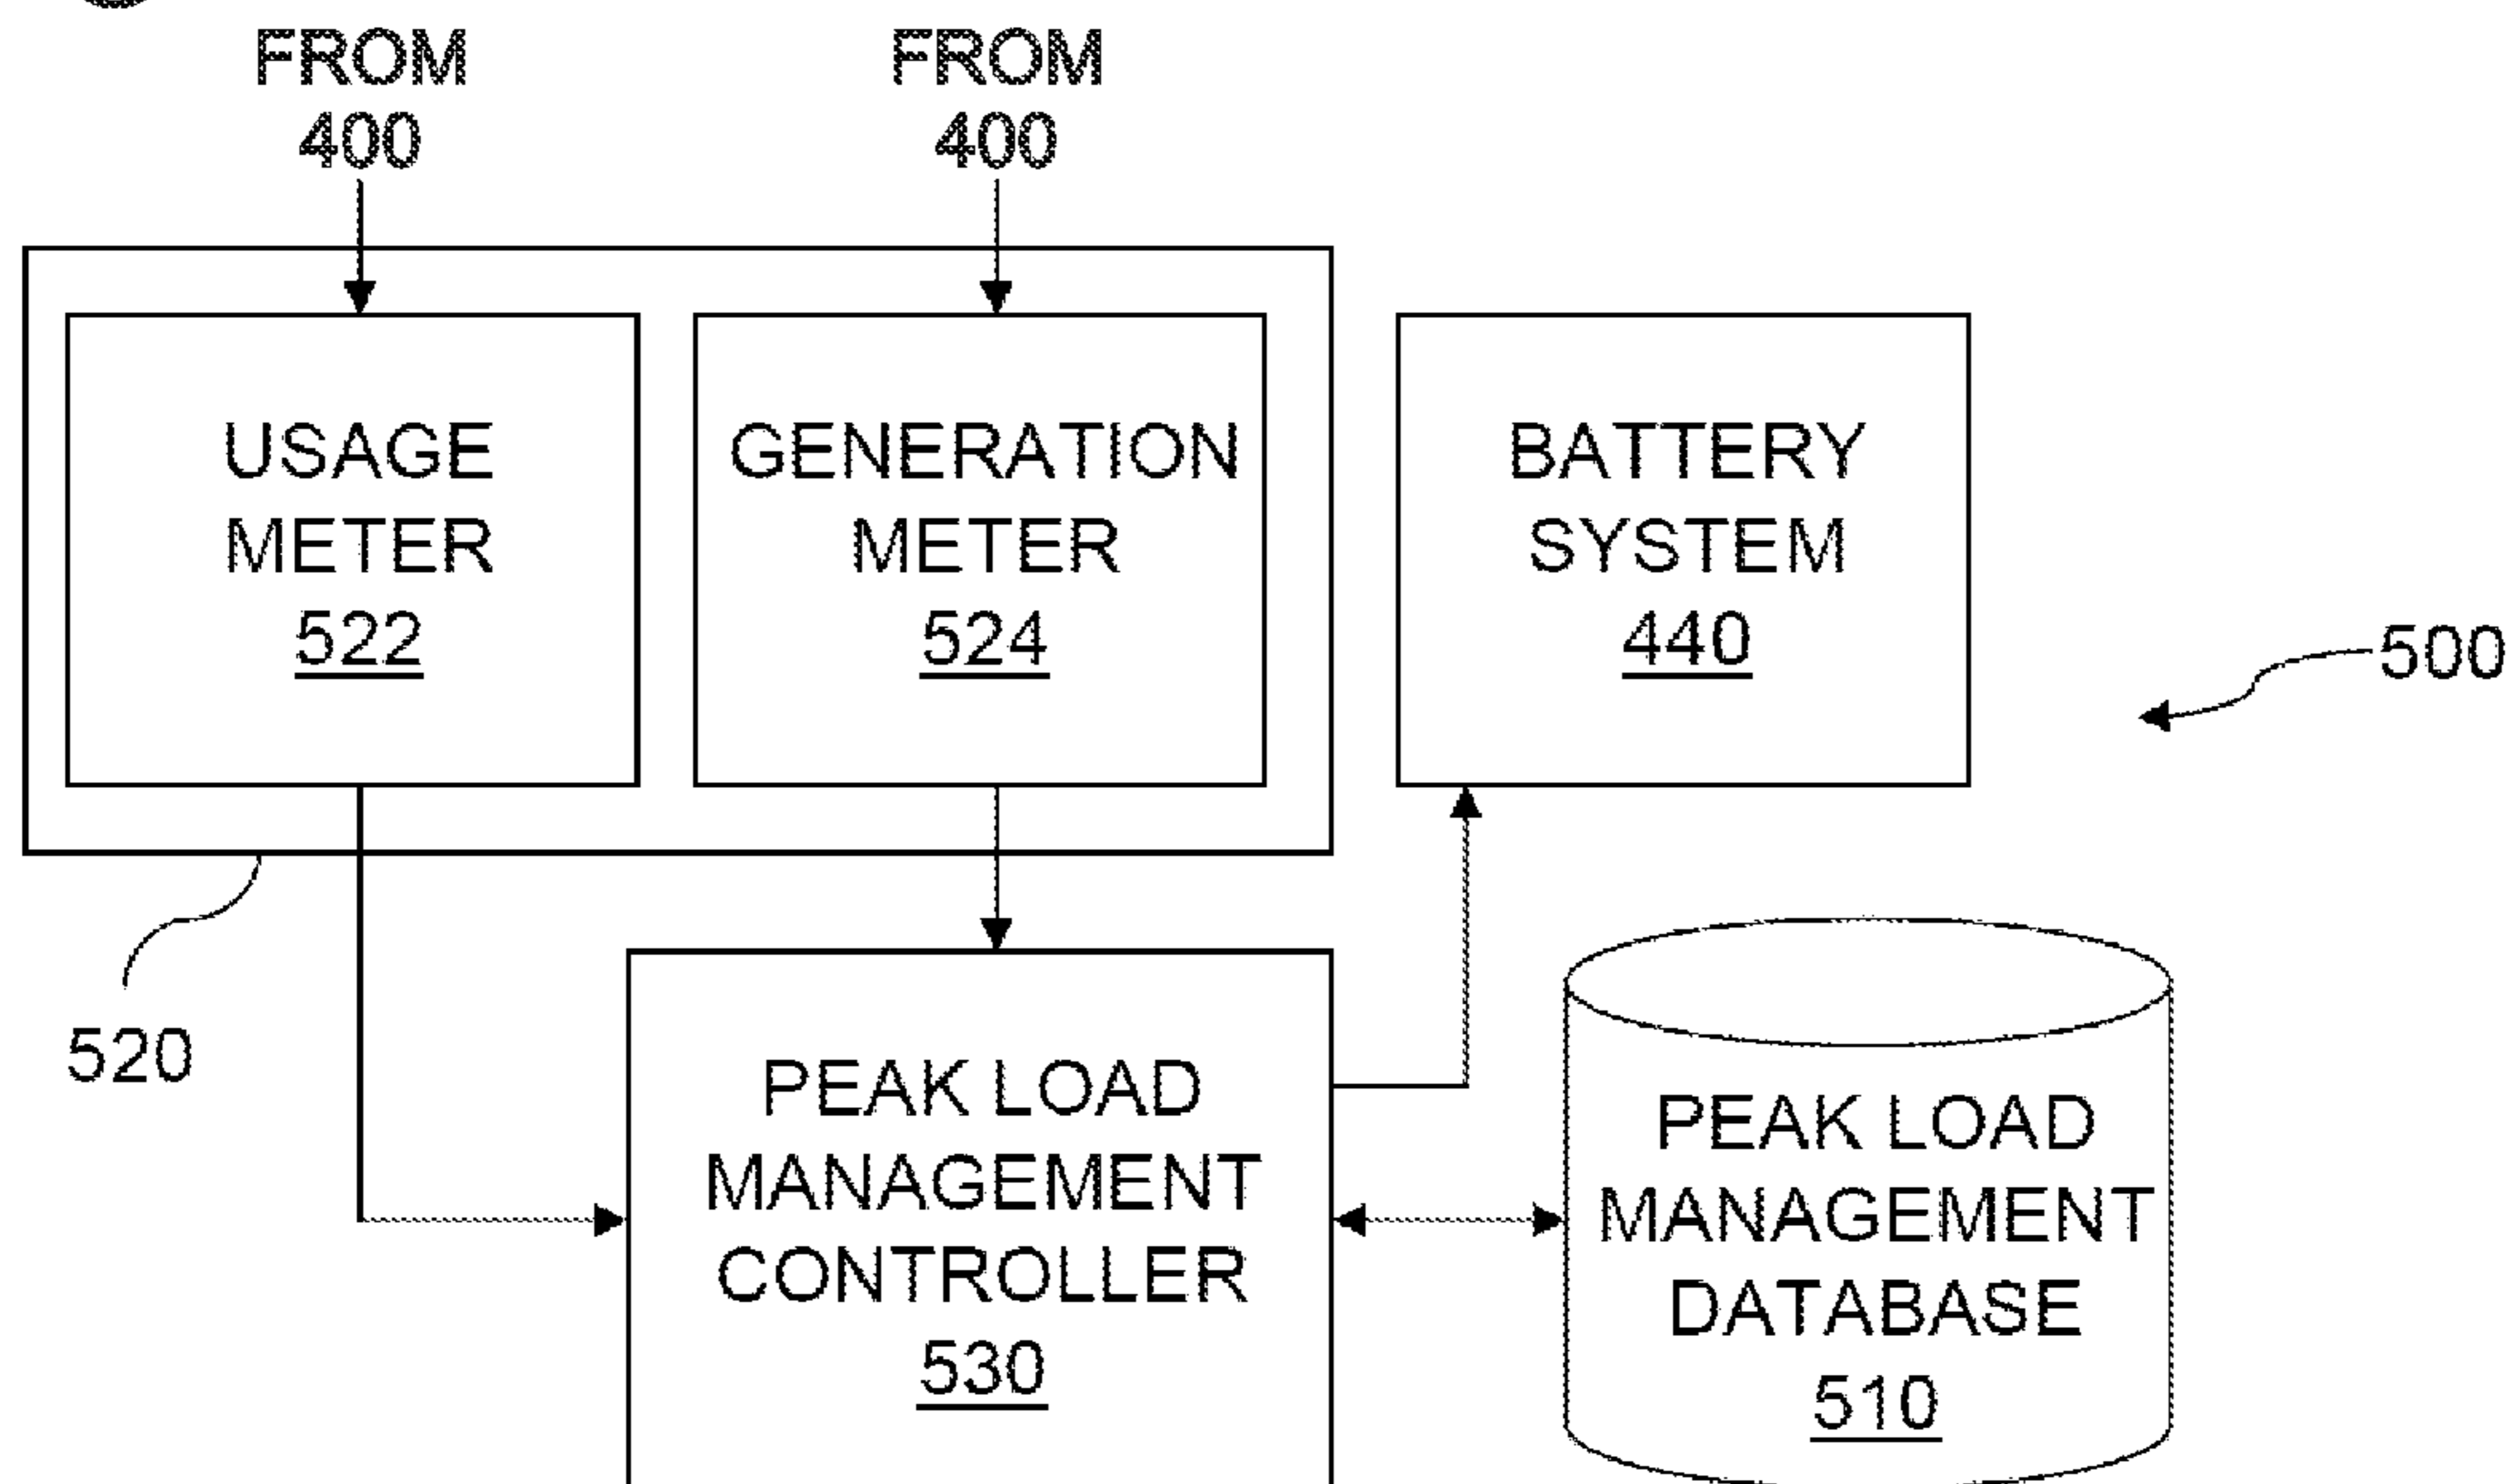 FROM
400
FROM
400
USAGE
METER
522
GENERATION
METER
524
BATTERY
SYSTEM
440
500
520
PEAK LOAD
MANAGEMENT
CONTROLLER
530
PEAK LOAD
MANAGEMENT
DATABASE
510